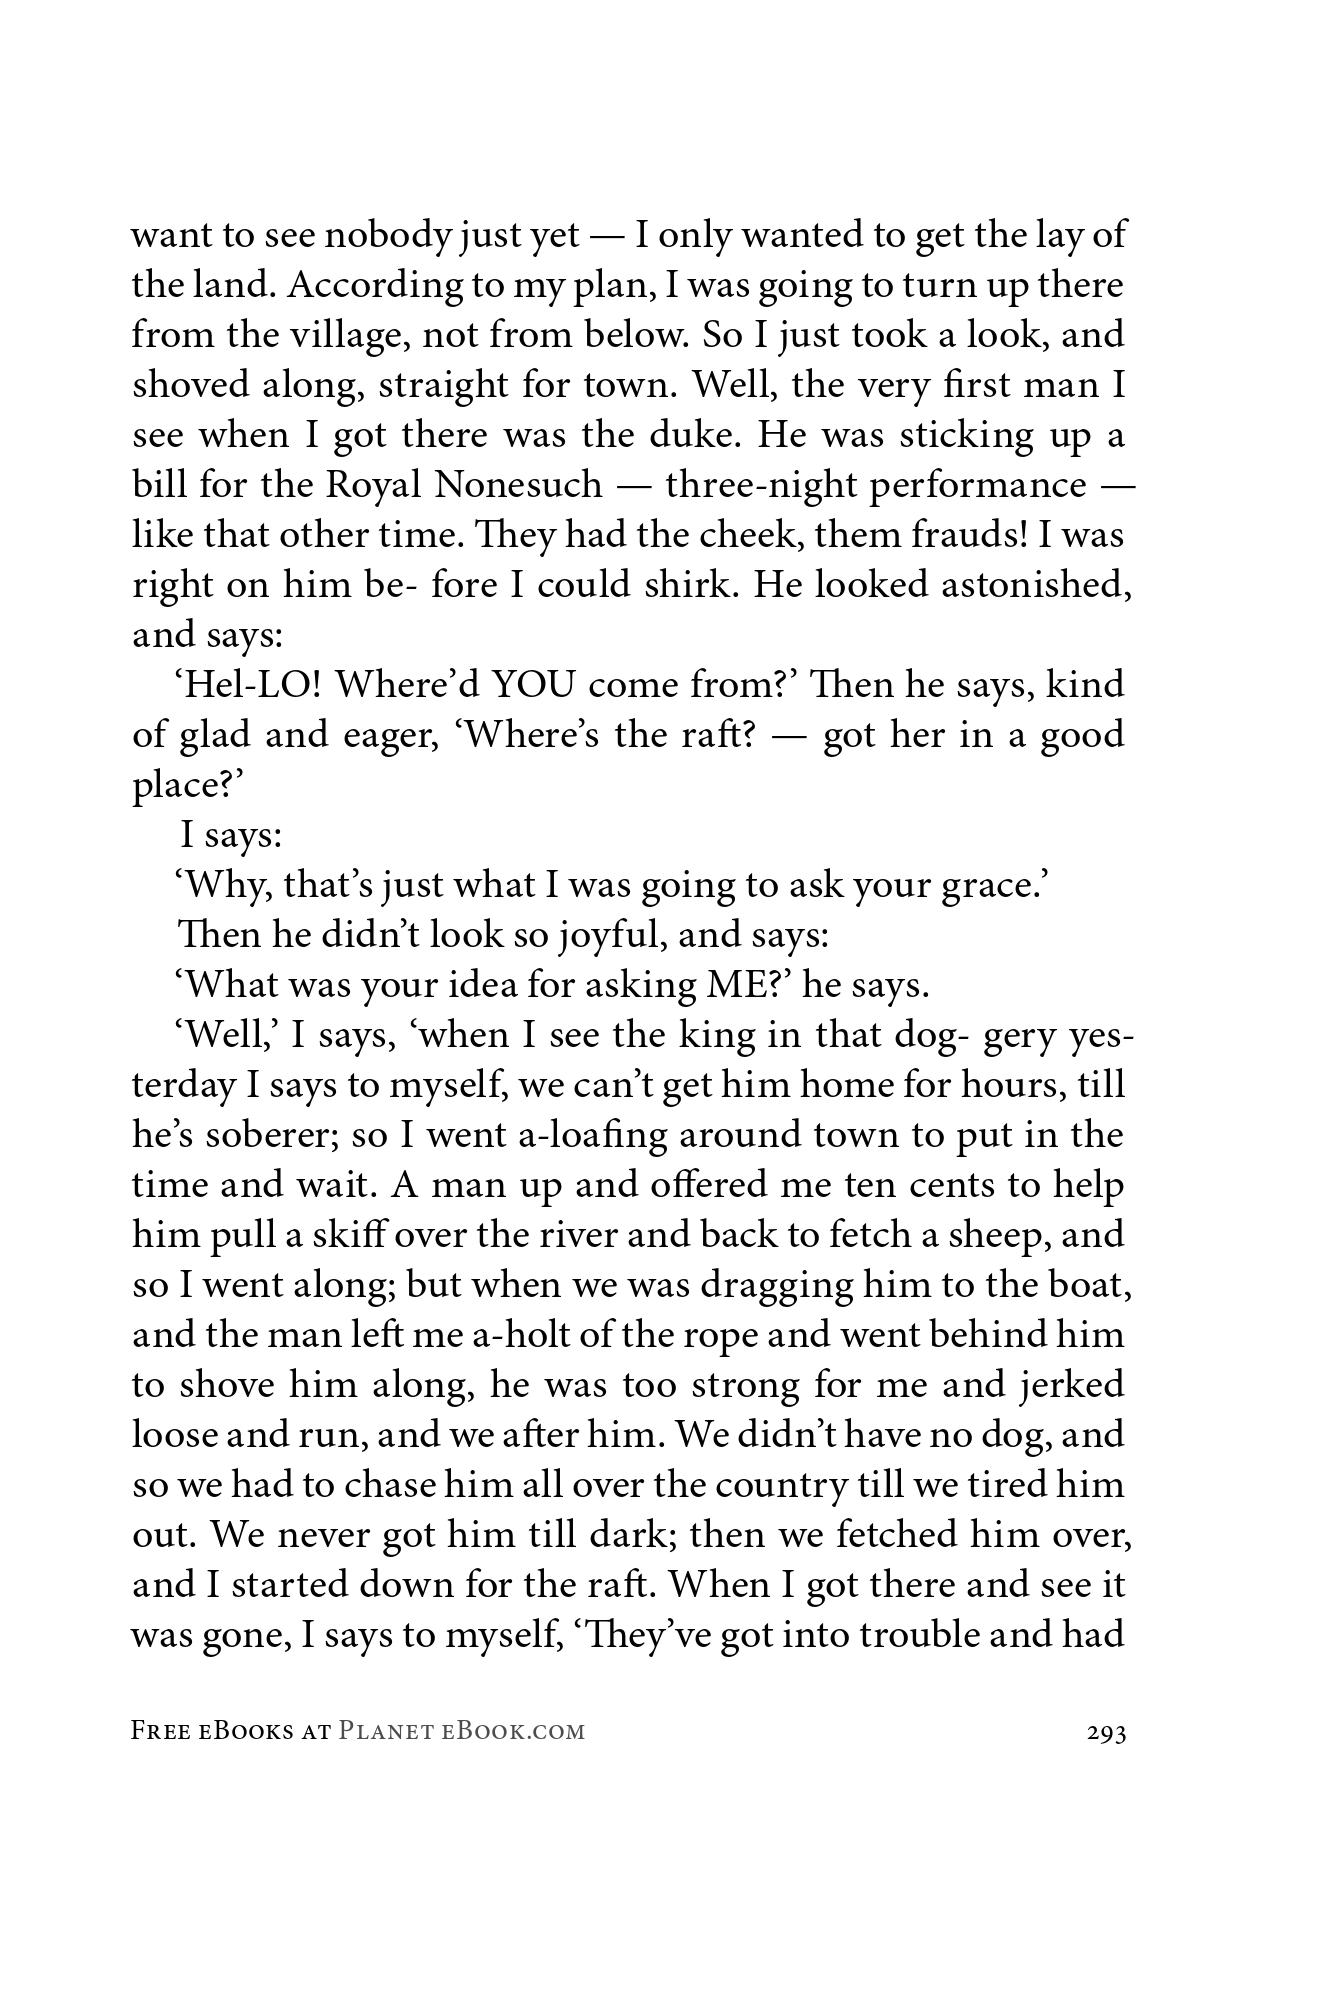 want to see nobody just yet — I only wanted to get the lay of
the land. According to my plan, I was going to turn up there
from the village, not from below. So I just took a look, and
shoved along, straight for town. Well, the very first man I
see when I got there was the duke. He was sticking up a
bill for the Royal Nonesuch — three-night performance —
like that other time. They had the cheek, them frauds! I was
right on him be- fore I could shirk. He looked astonished,
and says:
‘Hel-LO! Where’d YOU come from?’ Then he says, kind
of glad and eager, ‘Where’s the raft? — got her in a good
place?’
I says:
‘Why, that’s just what I was going to ask your grace.’
Then he didn’t look so joyful, and says:
‘What was your idea for asking ME?’ he says.
‘Well,’ I says, ‘when I see the king in that dog- gery yes-
terday I says to myself, we can’t get him home for hours, till
he’s soberer; so I went a-loafing around town to put in the
time and wait. A man up and offered me ten cents to help
him pull a skiff over the river and back to fetch a sheep, and
so I went along; but when we was dragging him to the boat,
and the man left me a-holt of the rope and went behind him
to shove him along, he was too strong for me and jerked
loose and run, and we after him. We didn’t have no dog, and
so we had to chase him all over the country till we tired him
out. We never got him till dark; then we fetched him over,
and I started down for the raft. When I got there and see it
was gone, I says to myself, ‘They’ve got into trouble and had
Free eBooks at Planet eBook.com 293